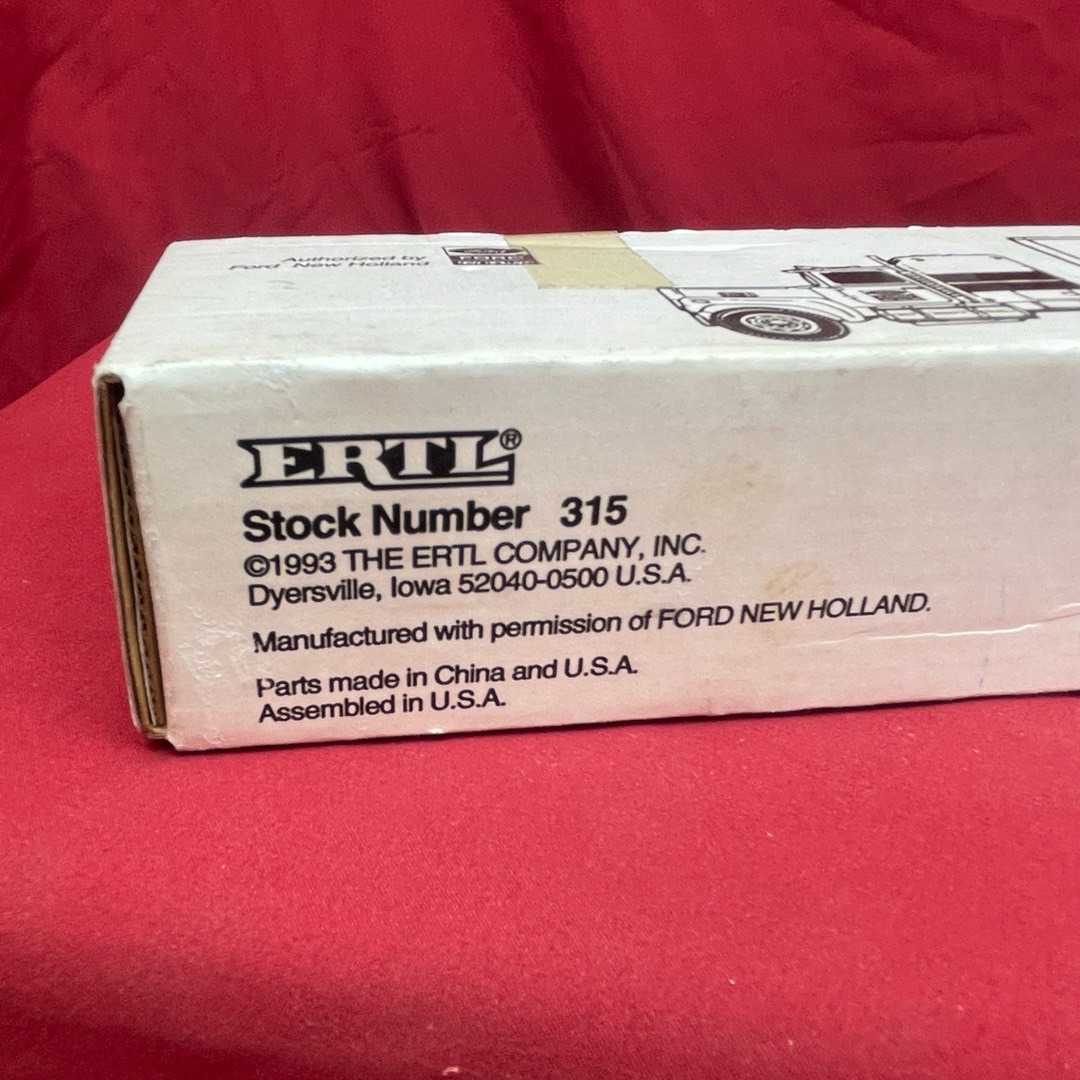 Authorized by
Ford New Holland
FORD
ERTL®
Stock Number 315
©1993 THE ERTL COMPANY, INC.
Dyersville, Iowa 52040-0500 U.S.A.
Manufactured with permission of FORD NEW HOLLAND.
Parts made in China and U.S.A.
Assembled in U.S.A.